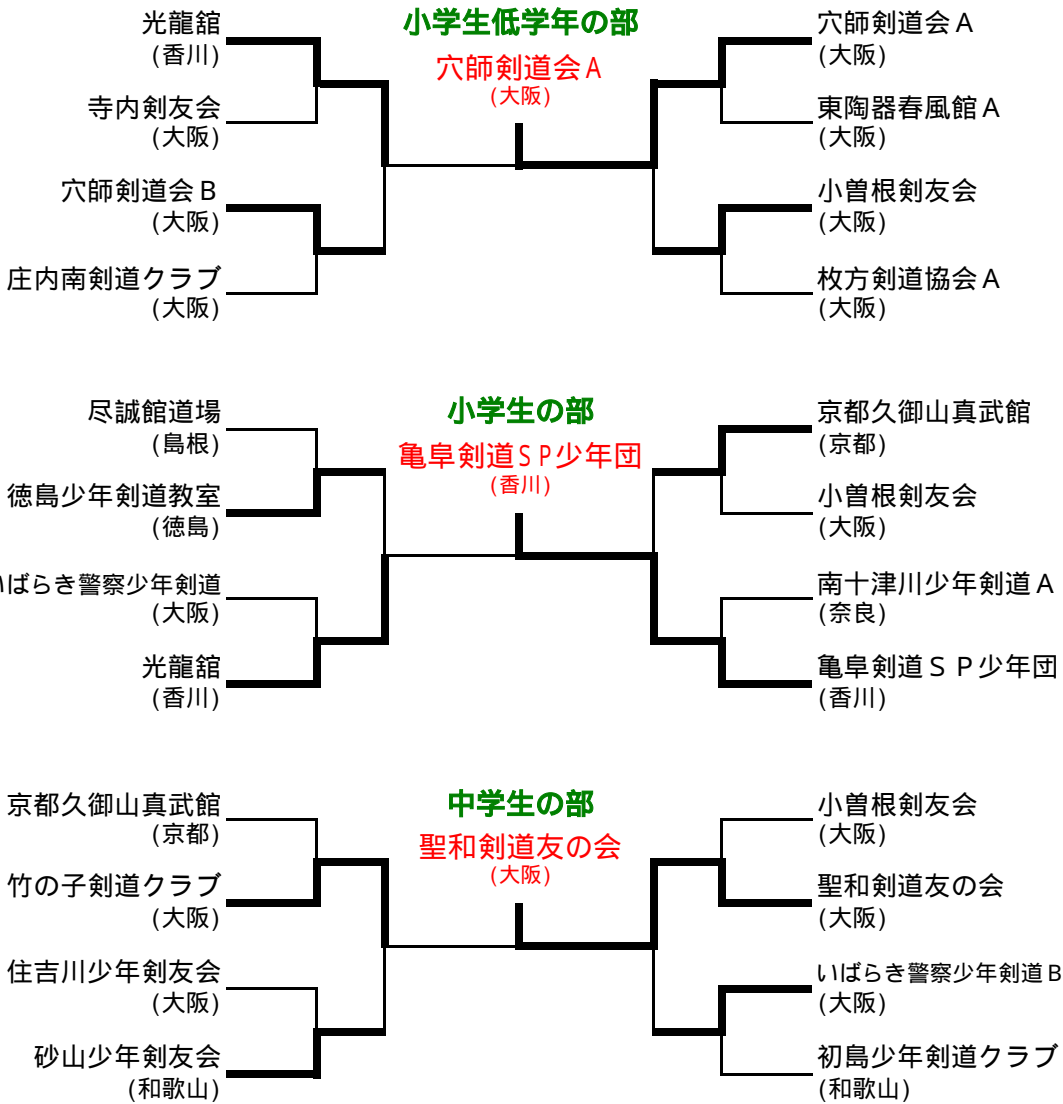 小学生低学年の部
穴師剣道会A
(大阪)
光龍舘
(香川)
寺内剣友会
(大阪)
穴師剣道会B
(大阪)
庄内南剣道クラブ
(大阪)
穴師剣道会A
(大阪)
東陶器春風館A
(大阪)
小曽根剣友会
(大阪)
枚方剣道協会A
(大阪)
小学生の部
亀阜剣道SP少年団
(香川)
尽誠館道場
(島根)
徳島少年剣道教室
(徳島)
いばらき警察少年剣道
(大阪)
光龍舘
(香川)
京都久御山真武館
(京都)
小曽根剣友会
(大阪)
南十津川少年剣道A
(奈良)
亀阜剣道SP少年団
(香川)
中学生の部
聖和剣道友の会
(大阪)
京都久御山真武館
(京都)
竹の子剣道クラブ
(大阪)
住吉川少年剣友会
(大阪)
砂山少年剣友会
(和歌山)
小曽根剣友会
(大阪)
聖和剣道友の会
(大阪)
いばらき警察少年剣道B
(大阪)
初島少年剣道クラブ
(和歌山)